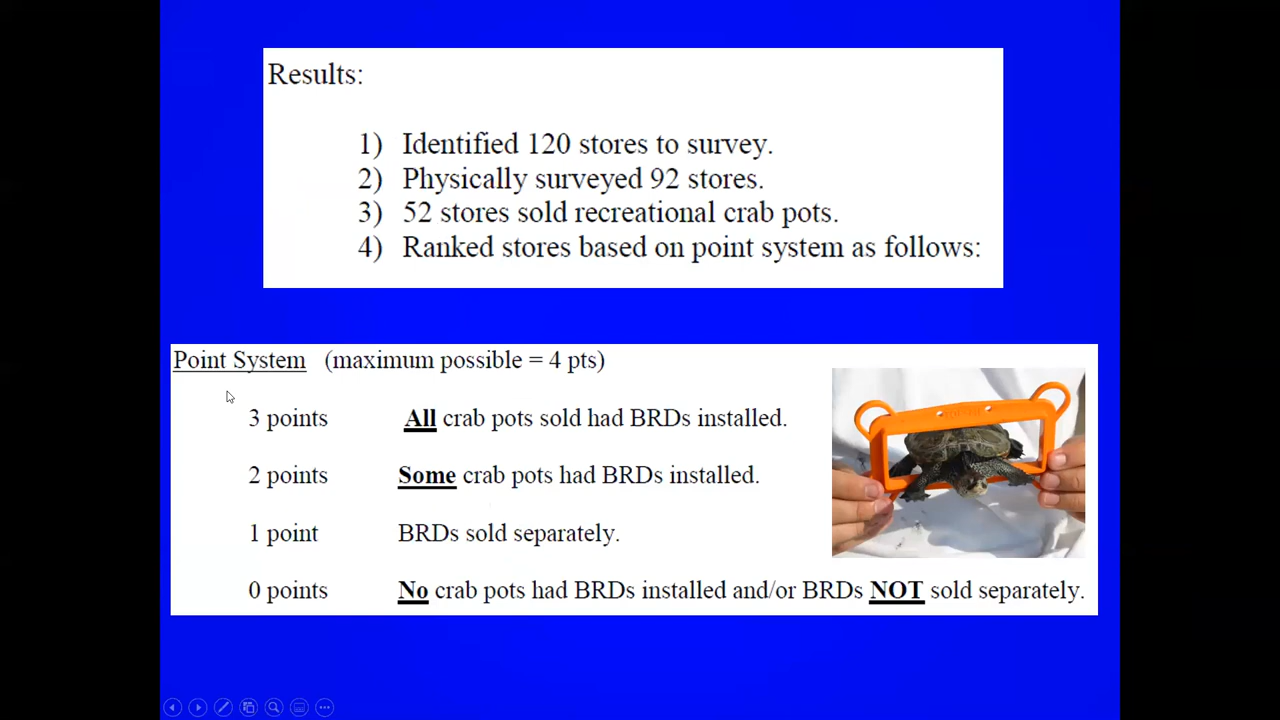 Results:
1) Identified 120 stores to survey.
2) Physically surveyed 92 stores.
3) 52 stores sold recreational crab pots.
4) Ranked stores based on point system as follows:
Point System (maximum possible = 4 pts)
3 points All crab pots sold had BRDs installed.
2 points Some crab pots had BRDs installed.
1 point BRDs sold separately.
0 points No crab pots had BRDs installed and/or BRDs NOT sold separately.